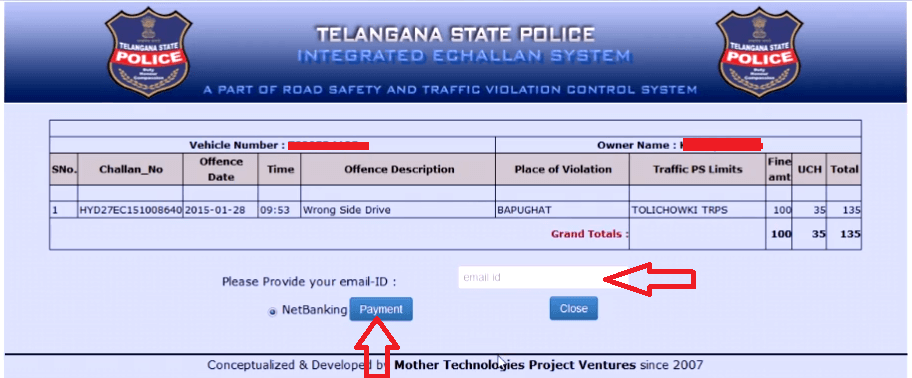 TELANGANA STATE POLICE
INTEGRATED ECHALLAN SYSTEM
A PART OF ROAD SAFETY AND TRAFFIC VIOLATION CONTROL SYSTEM
TELANGANA STATE
POLICE
TELANGANA STATE
POLICE
Vehicle Number : Owner Name :
SNo. Challan_No Offence Date Time Offence Description Place of Violation Traffic PS Limits Fine amt UCH Total
1 HYD27EC151008640 2015-01-28 09:53 Wrong Side Drive BAPUGHAT TOLICHOWKI TRPS 100 35 135
Grand Totals : 100 35 135
Please Provide your email-ID : email id
NetBanking Payment Close
Conceptualized & Developed by Mother Technologies Project Ventures since 2007